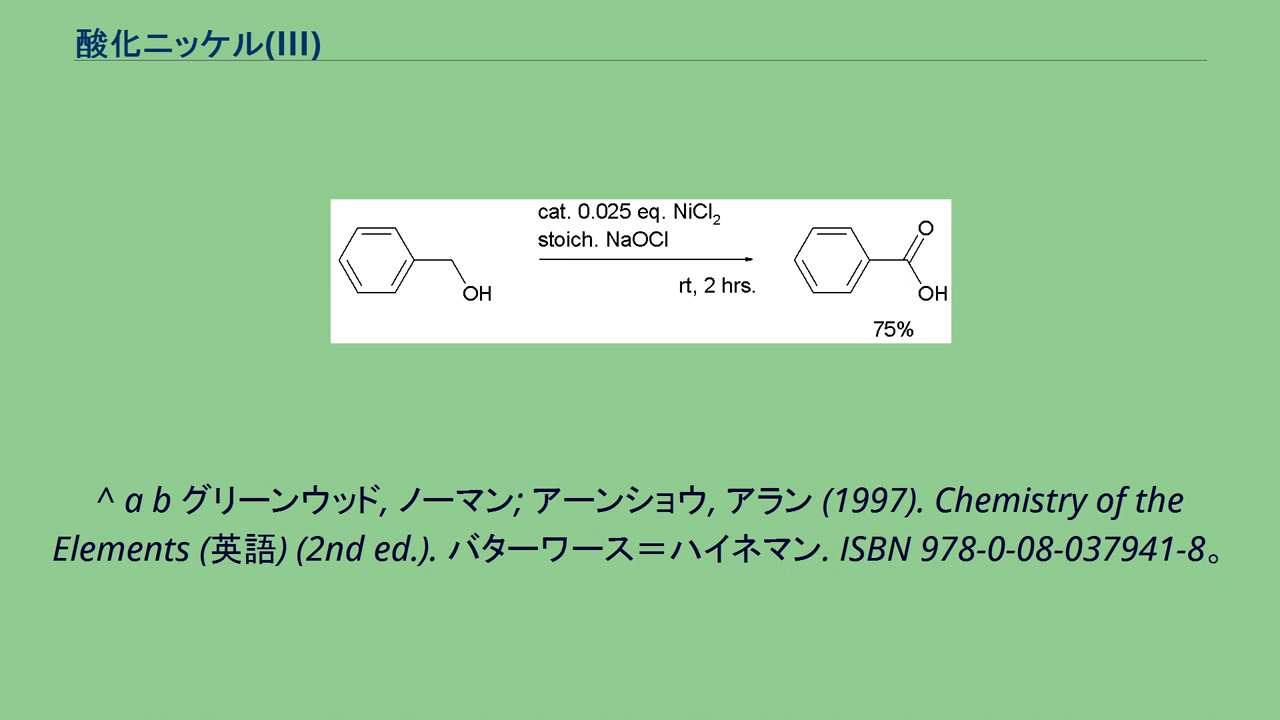 酸化ニッケル(III)
cat. 0.025 eq. NiCl2
stoich. NaOCl
rt, 2 hrs.
OH
O
OH
75%
^ a b グリーンウッド, ノーマン; アーンショウ, アラン (1997). Chemistry of the
Elements (英語) (2nd ed.). バターワース＝ハイネマン. ISBN 978-0-08-037941-8。